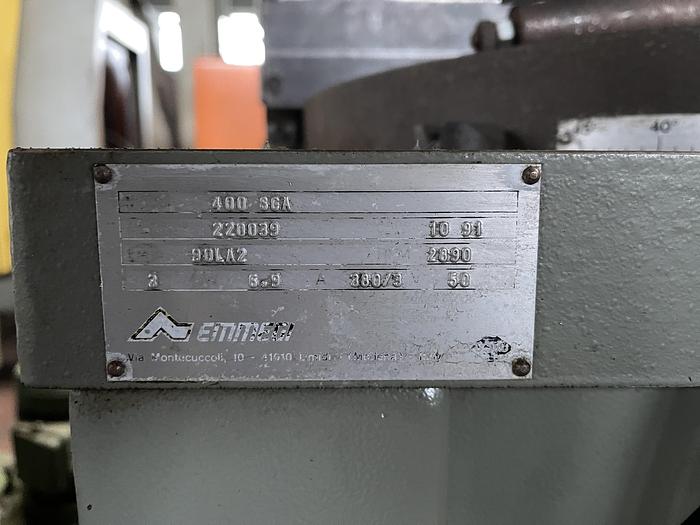 40°
400 SGA
220039 10 91
90LA2 2890
3 6.9 A 380/3 50
EMMEGI
Via Montecuccoli, 10 - 41010